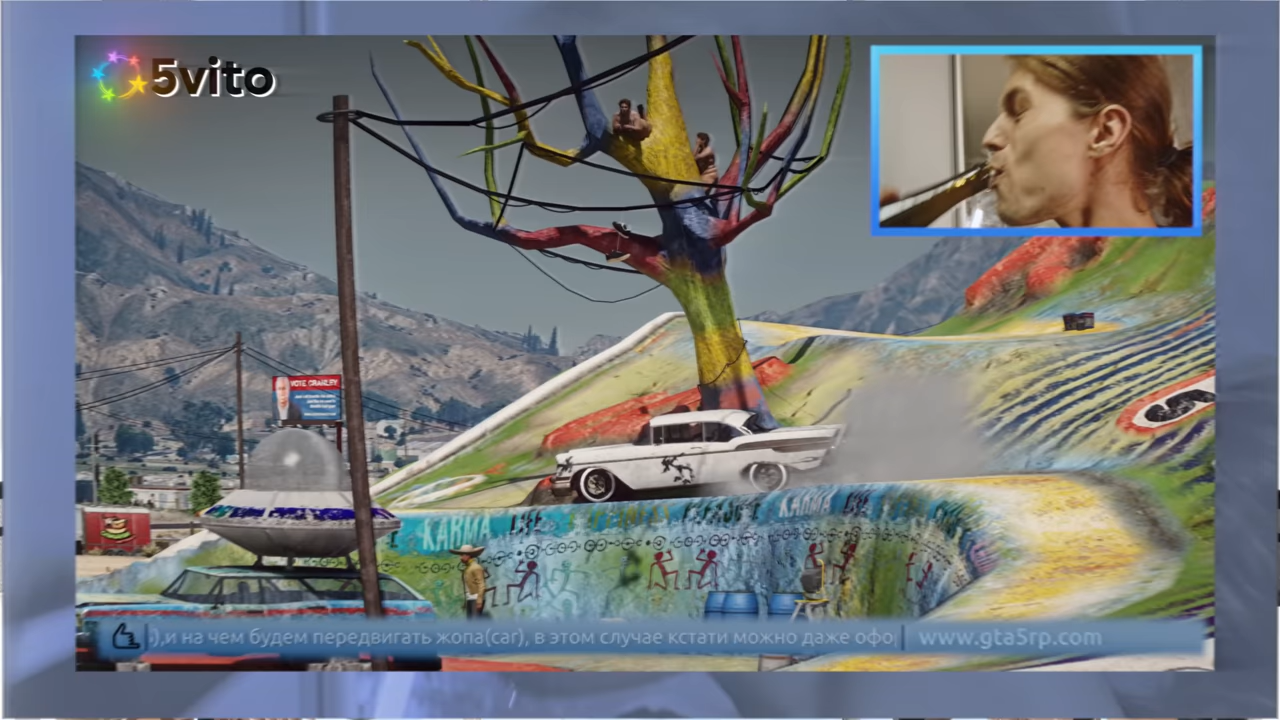 5vito
VOTE CRANLEY
KARMA
KARMA
),и на чем будем передвигать жопа(car), в этом случае кстати можно даже офо
www.gta5rp.com